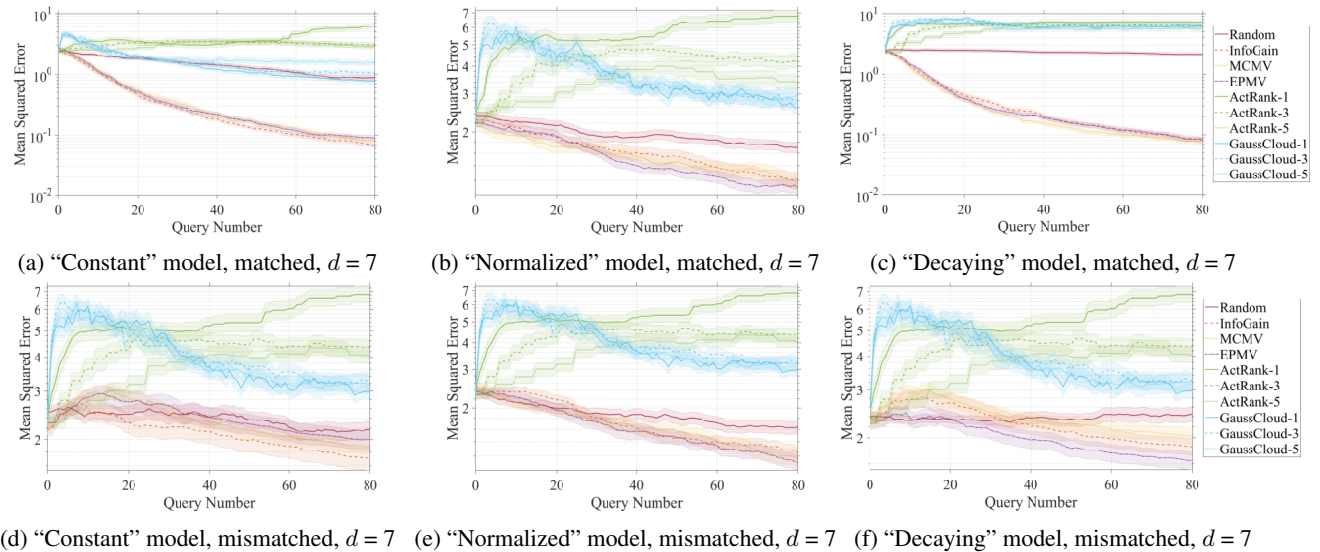 10¹
10⁰
10⁻¹
10⁻²
Mean Squared Error
0 20 40 60 80
Query Number
(a) “Constant” model, matched, d = 7
7
6
5
4
3
2
Mean Squared Error
0 10 20 30 40 50 60 70 80
Query Number
(b) “Normalized” model, matched, d = 7
10¹
10⁰
10⁻¹
10⁻²
Mean Squared Error
0 20 40 60 80
Query Number
(c) “Decaying” model, matched, d = 7
Random
InfoGain
MCMV
EPMV
ActRank-1
ActRank-3
ActRank-5
GaussCloud-1
GaussCloud-3
GaussCloud-5
7
6
5
4
3
2
Mean Squared Error
0 20 40 60 80
Query Number
(d) “Constant” model, mismatched, d = 7
7
6
5
4
3
2
Mean Squared Error
0 20 40 60 80
Query Number
(e) “Normalized” model, mismatched, d = 7
7
6
5
4
3
2
Mean Squared Error
0 20 40 60 80
Query Number
(f) “Decaying” model, mismatched, d = 7
Random
InfoGain
MCMV
EPMV
ActRank-1
ActRank-3
ActRank-5
GaussCloud-1
GaussCloud-3
GaussCloud-5